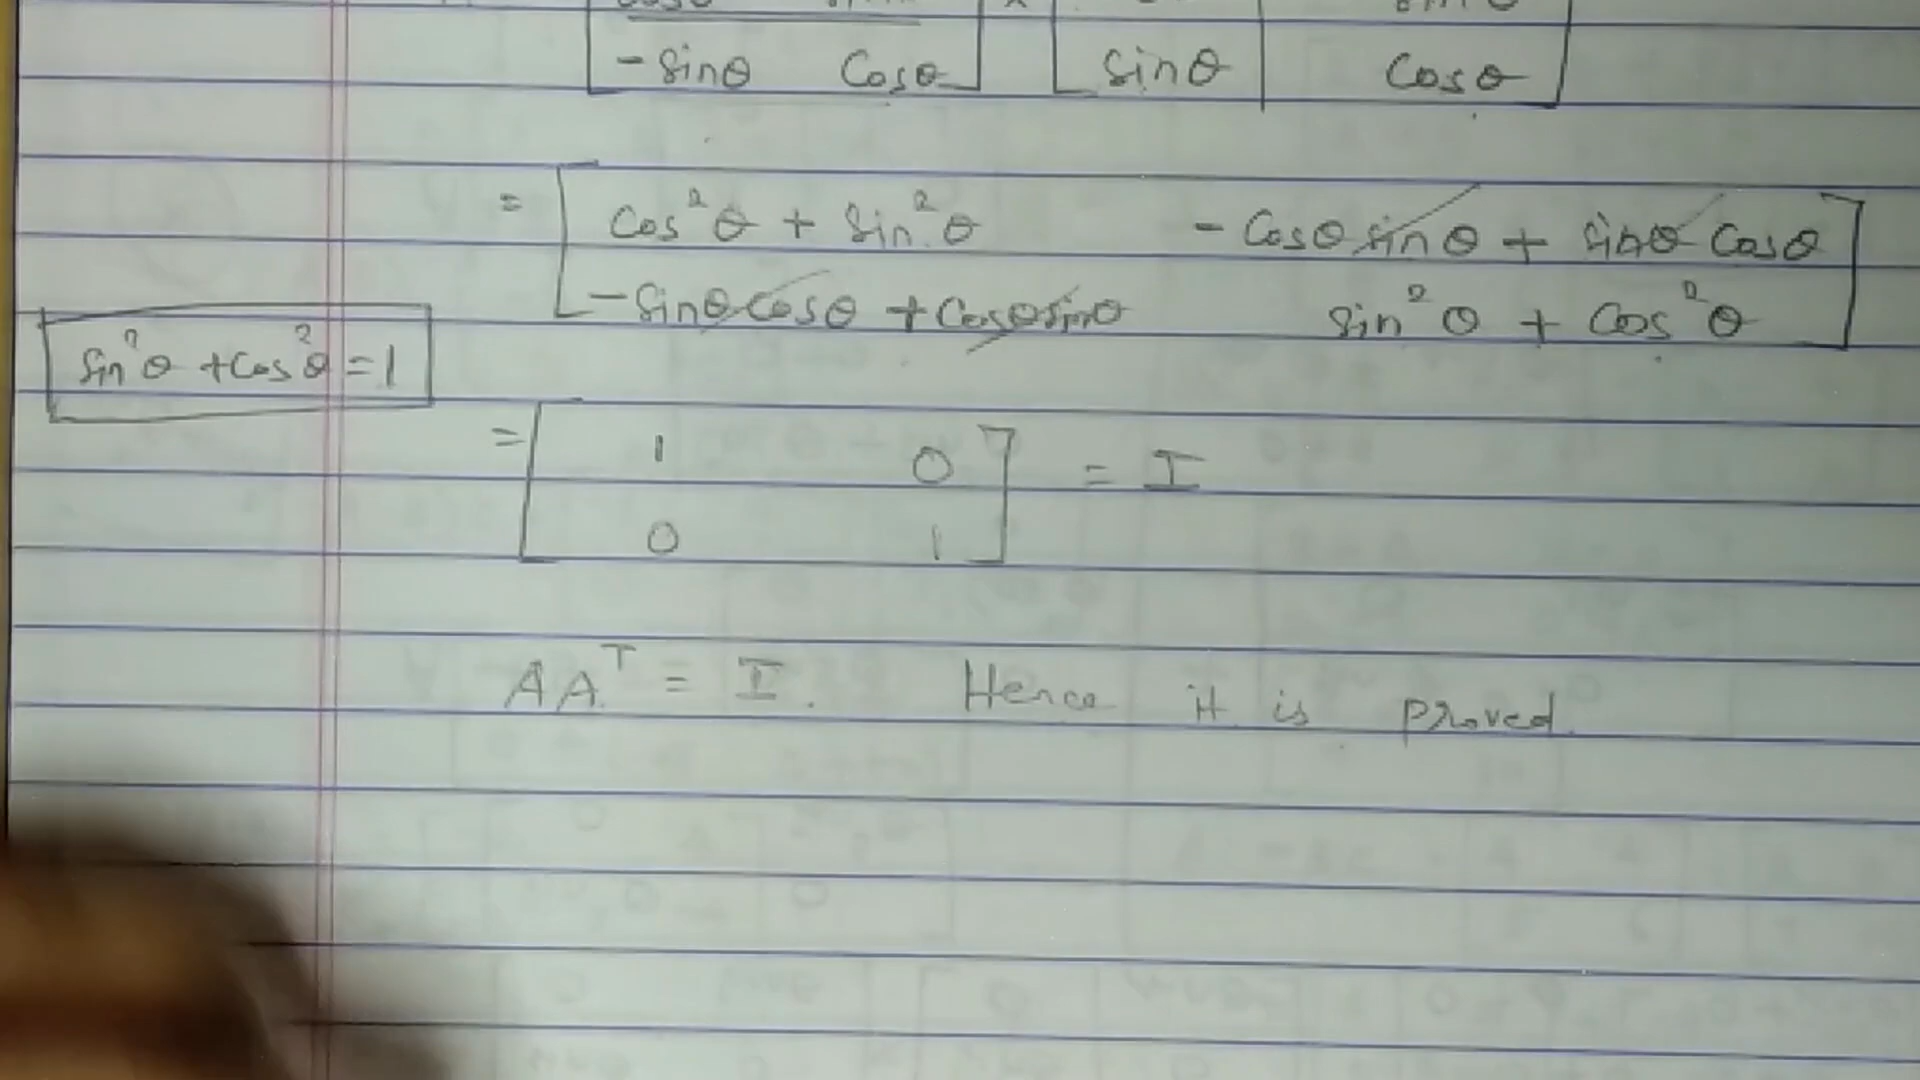 -sinθ cosθ sinθ cosθ
= cos²θ + sin²θ -cosθ sinθ + sinθ cosθ
-sinθ cosθ + cosθ sinθ sin²θ + cos²θ
sin²θ + cos²θ = 1
= 1 0 = I
0 1
AAᵀ = I. Hence it is proved.